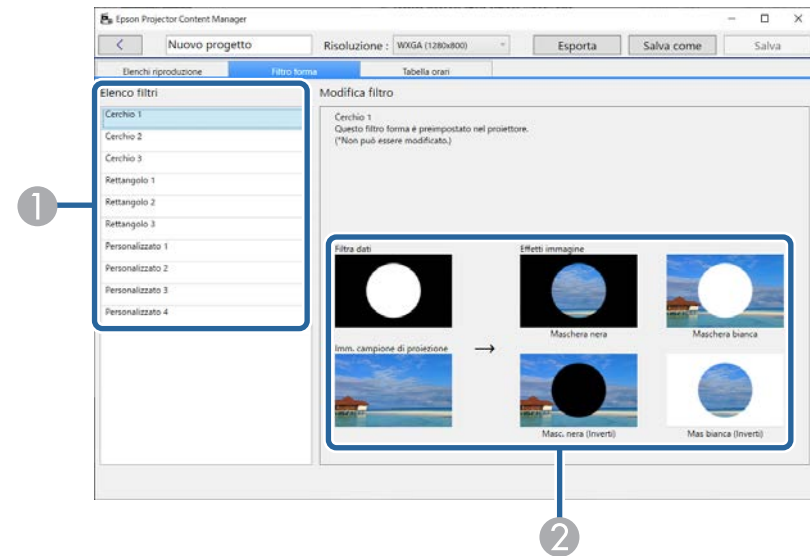 Epson Projector Content Manager
Nuovo progetto
Risoluzione :
WXGA (1280x800)
Esporta
Salva come
Salva
Elenchi riproduzione
Filtro forma
Tabella orari
Elenco filtri
Cerchio 1
Cerchio 2
Cerchio 3
Rettangolo 1
Rettangolo 2
Rettangolo 3
Personalizzato 1
Personalizzato 2
Personalizzato 3
Personalizzato 4
1
Modifica filtro
Cerchio 1
Questo filtro forma è preimpostato nel proiettore.
(*Non può essere modificato.)
Filtra dati
Effetti immagine
Maschera nera
Maschera bianca
Imm. campione di proiezione
→
Masc. nera (Inverti)
Mas bianca (Inverti)
2